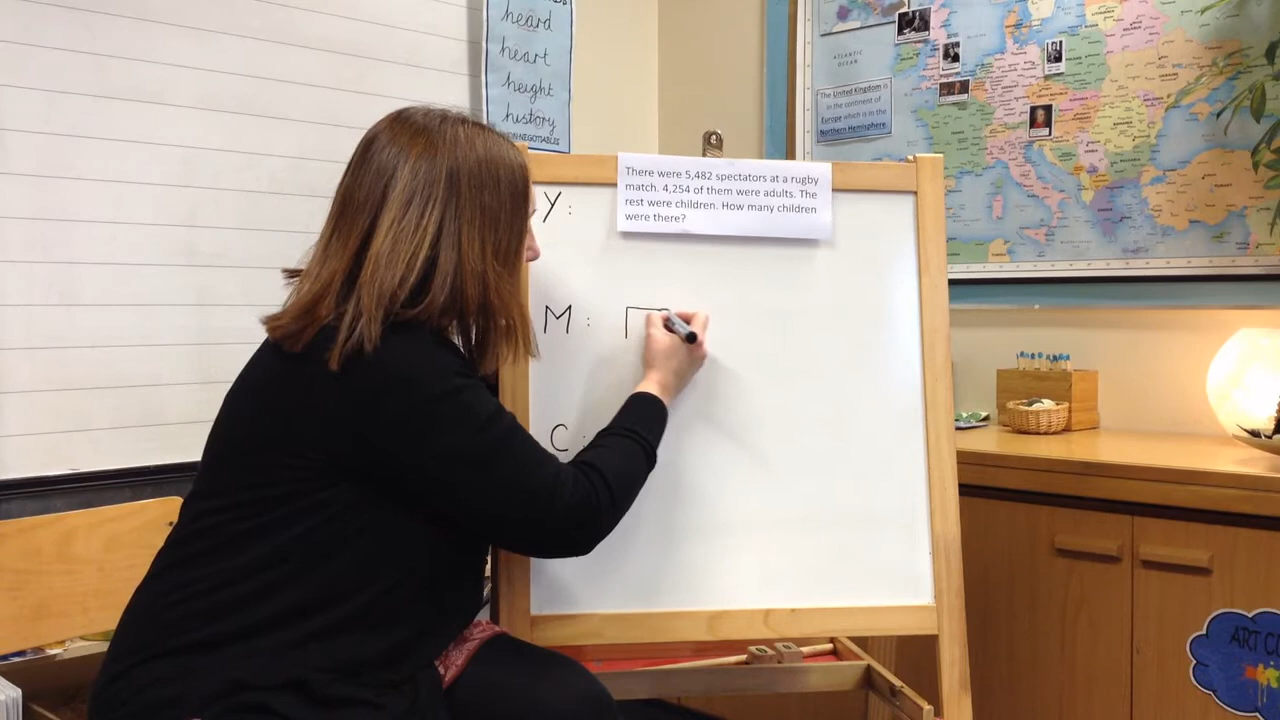 heard
heart
height
history
NON-NEGOTIABLES
ATLANTIC
OCEAN
The United Kingdom is
in the continent of
Europe which is in the
Northern Hemisphere.
There were 5,482 spectators at a rugby
match. 4,254 of them were adults. The
rest were children. How many children
were there?
Y:
M:
C:
ART